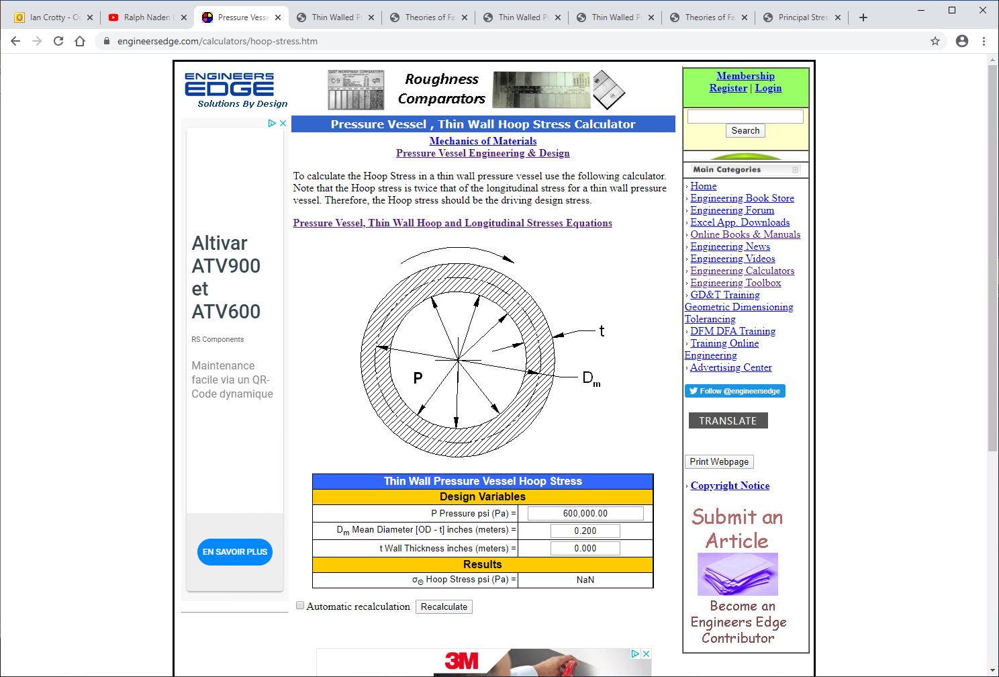 Ian Crotty - Ou
Ralph Nader: U
Pressure Vesse
Thin Walled Pr
Theories of Fa
Thin Walled Pr
Thin Walled Pr
Theories of Fa
Principal Stres
engineersedge.com/calculators/hoop-stress.htm
ENGINEERS
EDGE
Solutions By Design
Roughness
Comparators
Membership
Register | Login
Search
Main Categories
› Home
› Engineering Book Store
› Engineering Forum
› Excel App. Downloads
› Online Books & Manuals
› Engineering News
› Engineering Videos
› Engineering Calculators
› Engineering Toolbox
› GD&T Training
Geometric Dimensioning
Tolerancing
› DFM DFA Training
› Training Online
Engineering
› Advertising Center
Follow @engineersedge
TRANSLATE
Print Webpage
› Copyright Notice
Submit an
Article
Become an
Engineers Edge
Contributor
Altivar
ATV900
et
ATV600
RS Components
Maintenance
facile via un QR-
Code dynamique
EN SAVOIR PLUS
Pressure Vessel , Thin Wall Hoop Stress Calculator
Mechanics of Materials
Pressure Vessel Engineering & Design
To calculate the Hoop Stress in a thin wall pressure vessel use the following calculator.
Note that the Hoop stress is twice that of the longitudinal stress for a thin wall pressure
vessel. Therefore, the Hoop stress should be the driving design stress.
Pressure Vessel, Thin Wall Hoop and Longitudinal Stresses Equations
t
P
Dm
Thin Wall Pressure Vessel Hoop Stress
Design Variables
P Pressure psi (Pa) = 600,000.00
Dm Mean Diameter [OD - t] inches (meters) = 0.200
t Wall Thickness inches (meters) = 0.000
Results
σΘ Hoop Stress psi (Pa) = NaN
Automatic recalculation Recalculate
3M